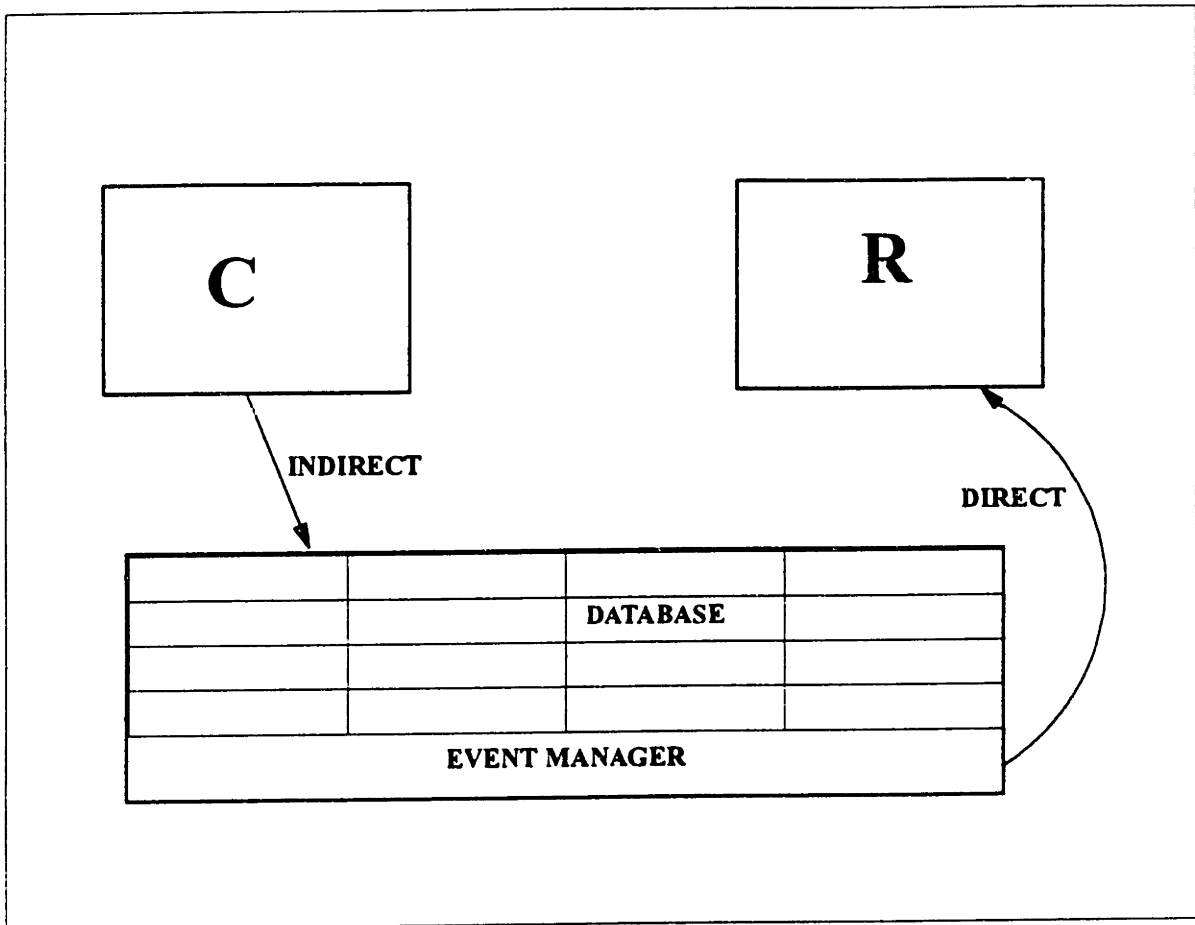 C
R
INDIRECT
DIRECT
DATABASE
EVENT MANAGER